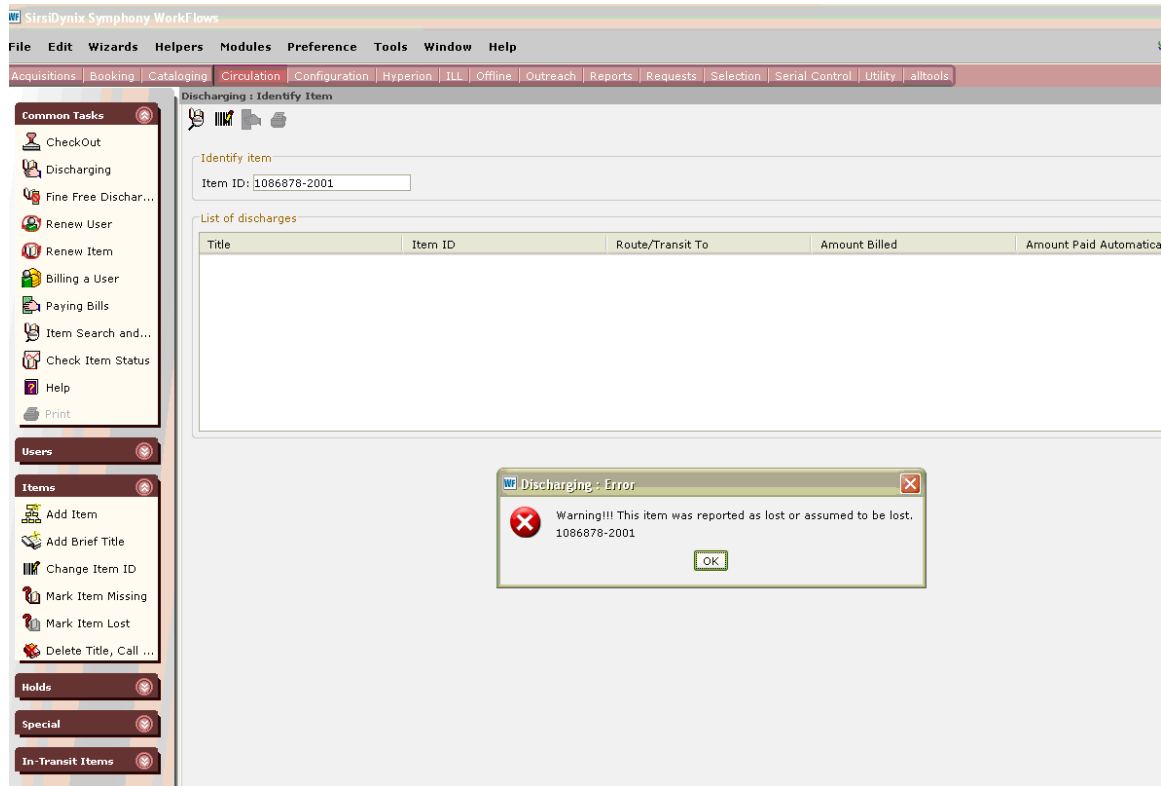 WF SirsiDynix Symphony WorkFlows
File Edit Wizards Helpers Modules Preference Tools Window Help
Acquisitions Booking Cataloging Circulation Configuration Hyperion ILL Offline Outreach Reports Requests Selection Serial Control Utility alltools
Discharging : Identify Item
Common Tasks
CheckOut
Discharging
Fine Free Dischar...
Renew User
Renew Item
Billing a User
Paying Bills
Item Search and...
Check Item Status
Help
Print
Users
Items
Add Item
Add Brief Title
Change Item ID
Mark Item Missing
Mark Item Lost
Delete Title, Call ...
Holds
Special
In-Transit Items
Identify item
Item ID: 1086878-2001
List of discharges
Title Item ID Route/Transit To Amount Billed Amount Paid Automatica
WF Discharging : Error
Warning!!! This item was reported as lost or assumed to be lost.
1086878-2001
OK